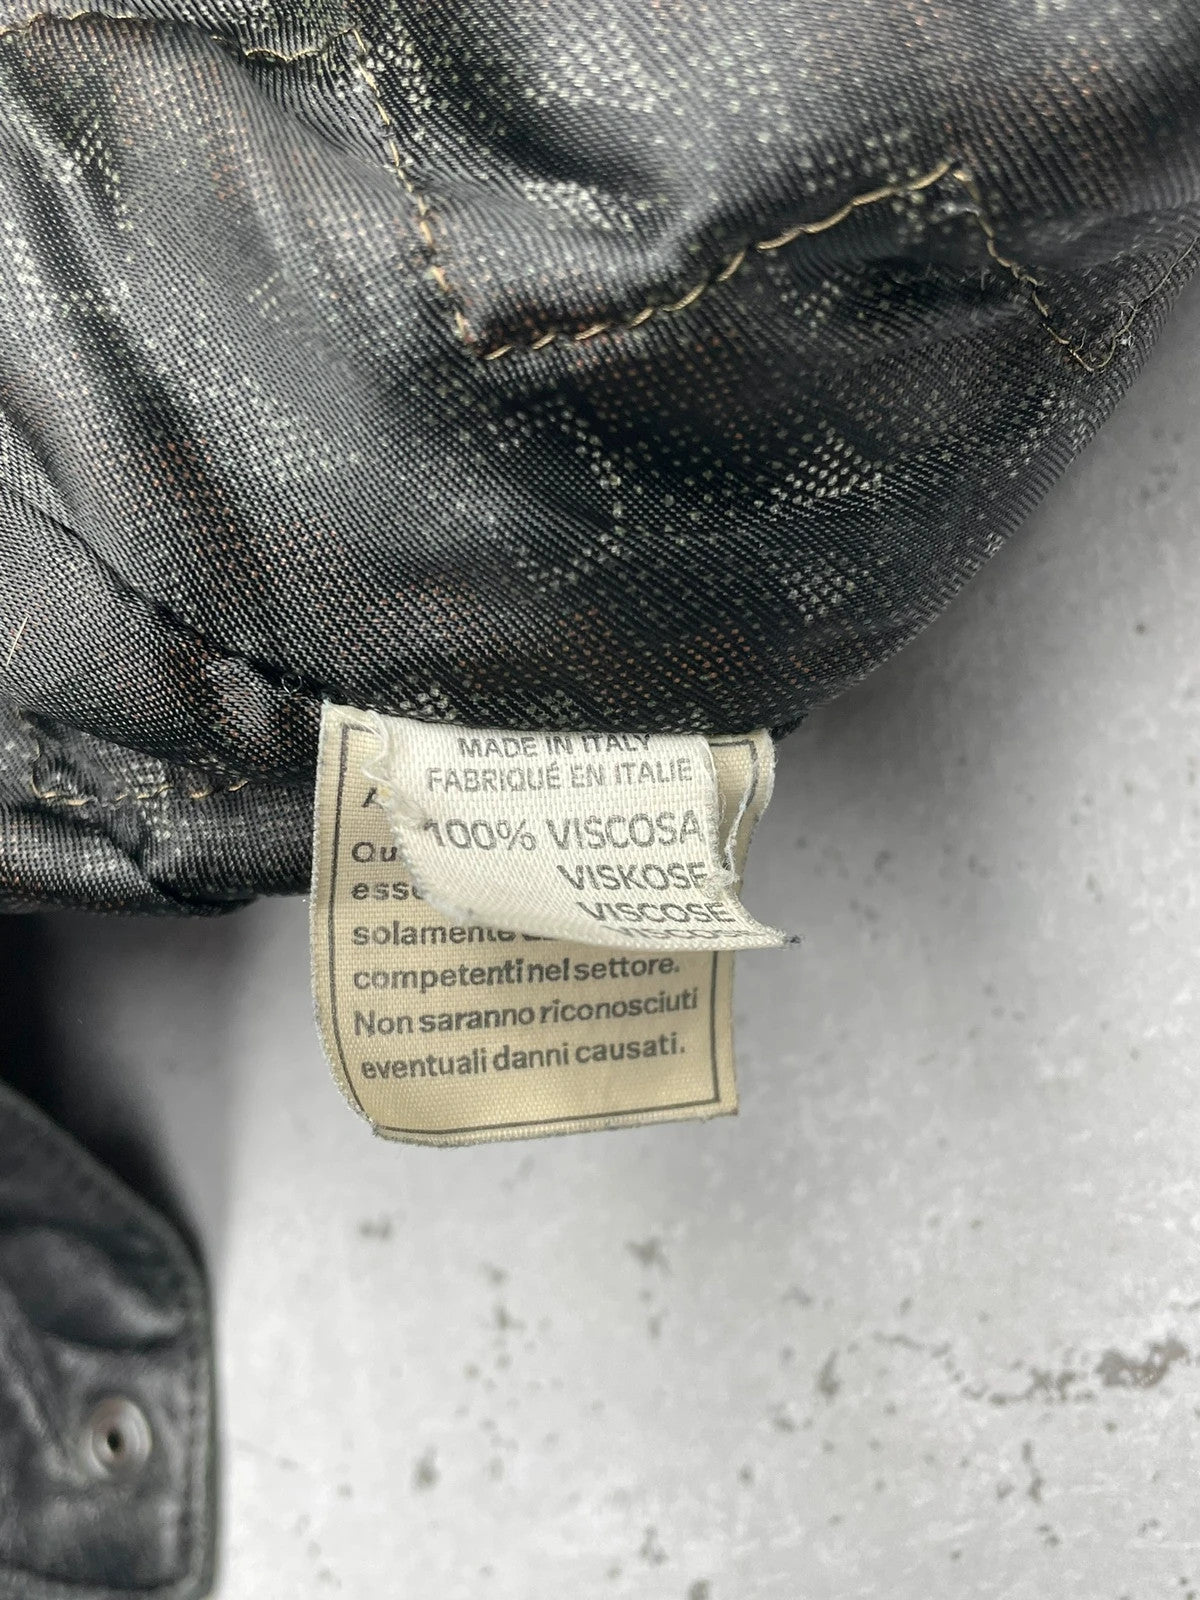 MADE IN ITALY
FABRIQUÉ EN ITALIE
100% VISCOSA
VISKOSE
VISCOSE
solamente
competenti nel settore.
Non saranno riconosciuti
eventuali danni causati.